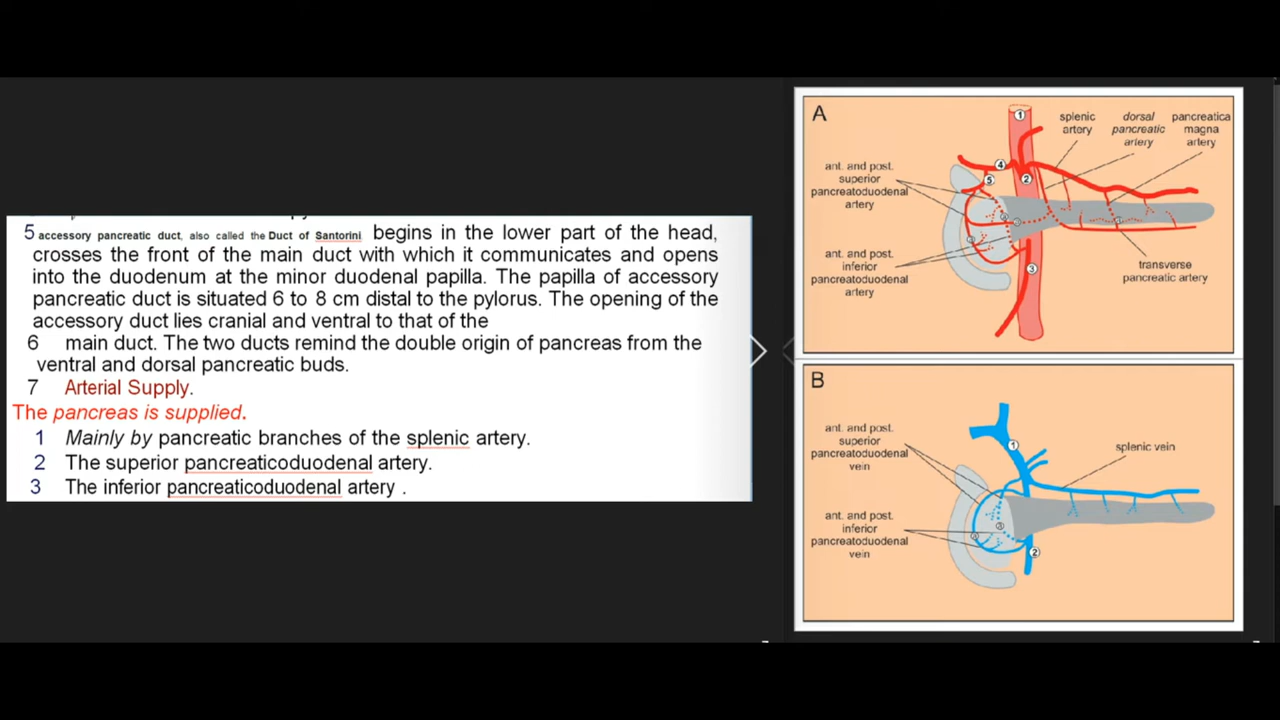 5 accessory pancreatic duct, also called the Duct of Santorini begins in the lower part of the head,
crosses the front of the main duct with which it communicates and opens
into the duodenum at the minor duodenal papilla. The papilla of accessory
pancreatic duct is situated 6 to 8 cm distal to the pylorus. The opening of the
accessory duct lies cranial and ventral to that of the
6 main duct. The two ducts remind the double origin of pancreas from the
ventral and dorsal pancreatic buds.
7 Arterial Supply.
The pancreas is supplied.
1 Mainly by pancreatic branches of the splenic artery.
2 The superior pancreaticoduodenal artery.
3 The inferior pancreaticoduodenal artery .
A
1
splenic
artery
dorsal
pancreatic
artery
pancreatica
magna
artery
ant. and post.
superior
pancreatoduodenal
artery
4
5
2
ant. and post.
inferior
pancreatoduodenal
artery
3
transverse
pancreatic artery
B
ant. and post.
superior
pancreatoduodenal
vein
1
splenic vein
ant. and post.
inferior
pancreatoduodenal
vein
2